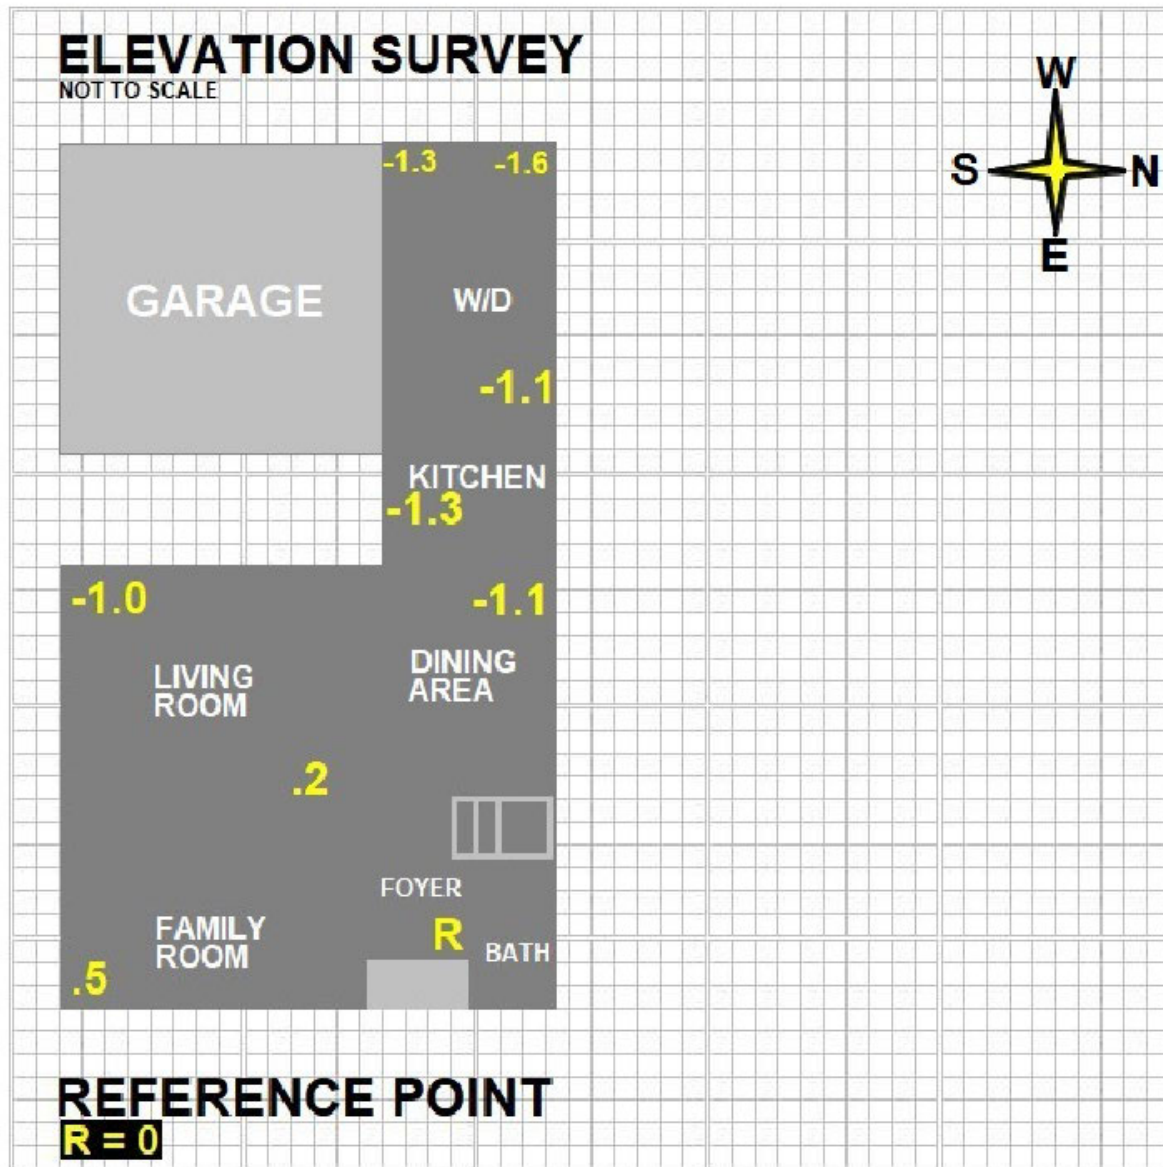 ELEVATION SURVEY
NOT TO SCALE
W
S
N
E
-1.3
-1.6
GARAGE
W/D
-1.1
KITCHEN
-1.3
-1.0
-1.1
LIVING
ROOM
DINING
AREA
.2
FOYER
FAMILY
ROOM
R
BATH
.5
REFERENCE POINT
R = 0